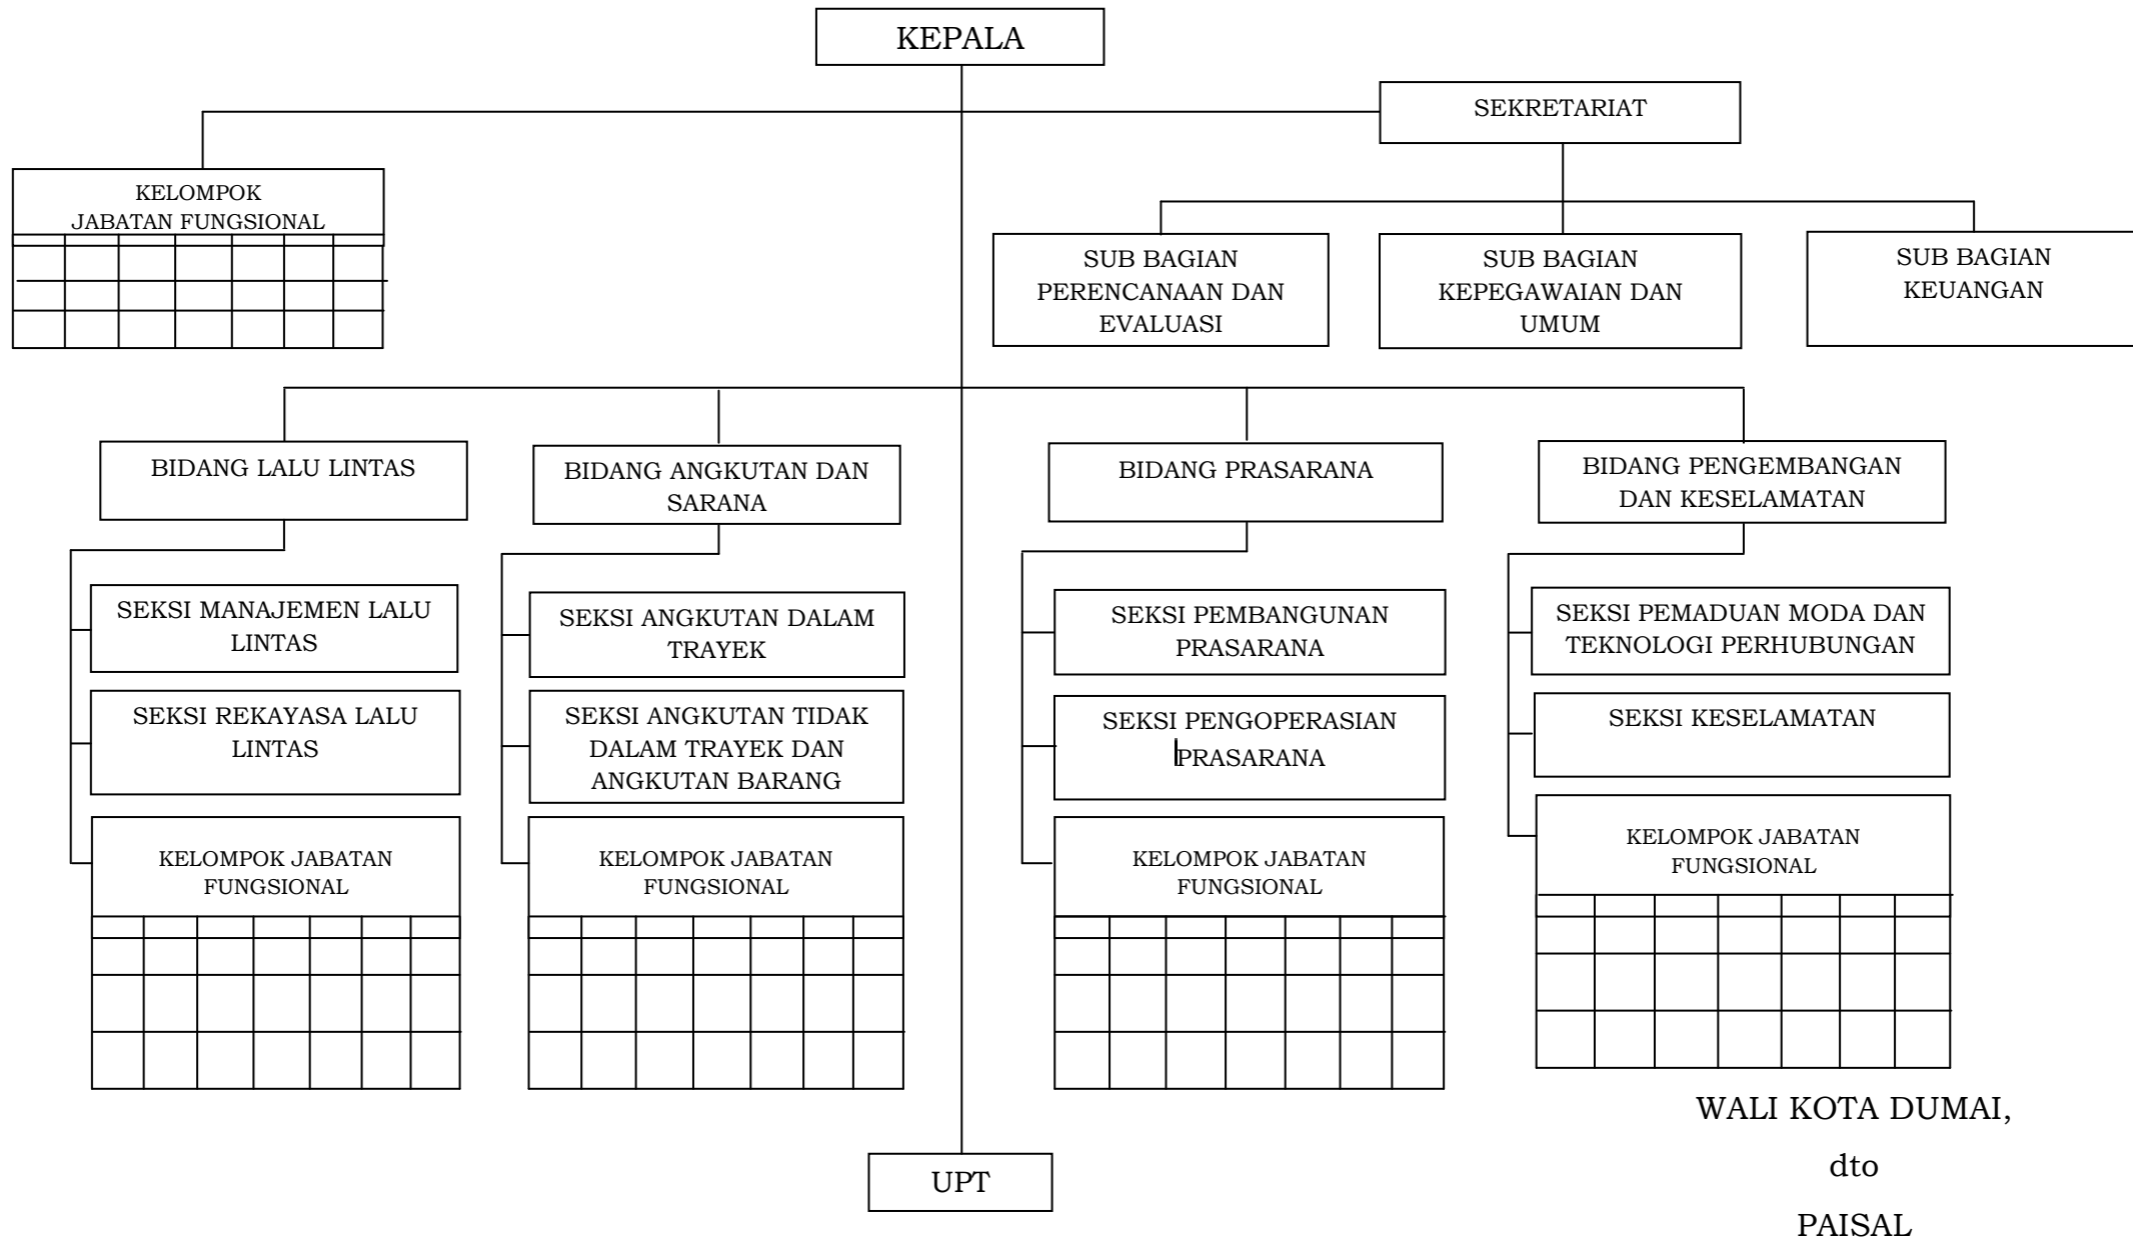 KEPALA
SEKRETARIAT
KELOMPOK
JABATAN FUNGSIONAL
SUB BAGIAN
PERENCANAAN DAN
EVALUASI
SUB BAGIAN
KEPEGAWAIAN DAN
UMUM
SUB BAGIAN
KEUANGAN
BIDANG LALU LINTAS
BIDANG ANGKUTAN DAN
SARANA
BIDANG PRASARANA
BIDANG PENGEMBANGAN
DAN KESELAMATAN
SEKSI MANAJEMEN LALU
LINTAS
SEKSI ANGKUTAN DALAM
TRAYEK
SEKSI PEMBANGUNAN
PRASARANA
SEKSI PEMADUAN MODA DAN
TEKNOLOGI PERHUBUNGAN
SEKSI REKAYASA LALU
LINTAS
SEKSI ANGKUTAN TIDAK
DALAM TRAYEK DAN
ANGKUTAN BARANG
SEKSI PENGOPERASIAN
PRASARANA
SEKSI KESELAMATAN
KELOMPOK JABATAN
FUNGSIONAL
KELOMPOK JABATAN
FUNGSIONAL
KELOMPOK JABATAN
FUNGSIONAL
KELOMPOK JABATAN
FUNGSIONAL
UPT
WALI KOTA DUMAI,
dto
PAISAL